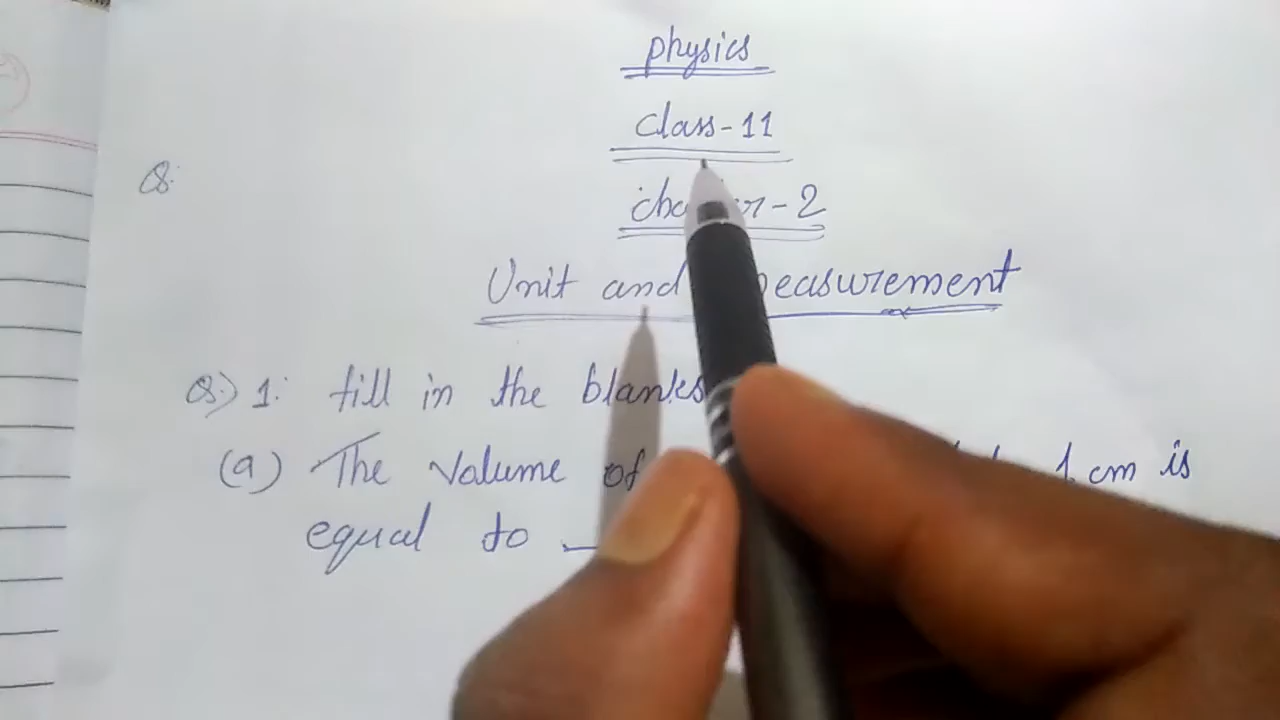 physics
Class-11
Q:
-2
Unit and measurement
Q.) 1: fill in the blanks
(a) The Volume of 1 cm is
equal to